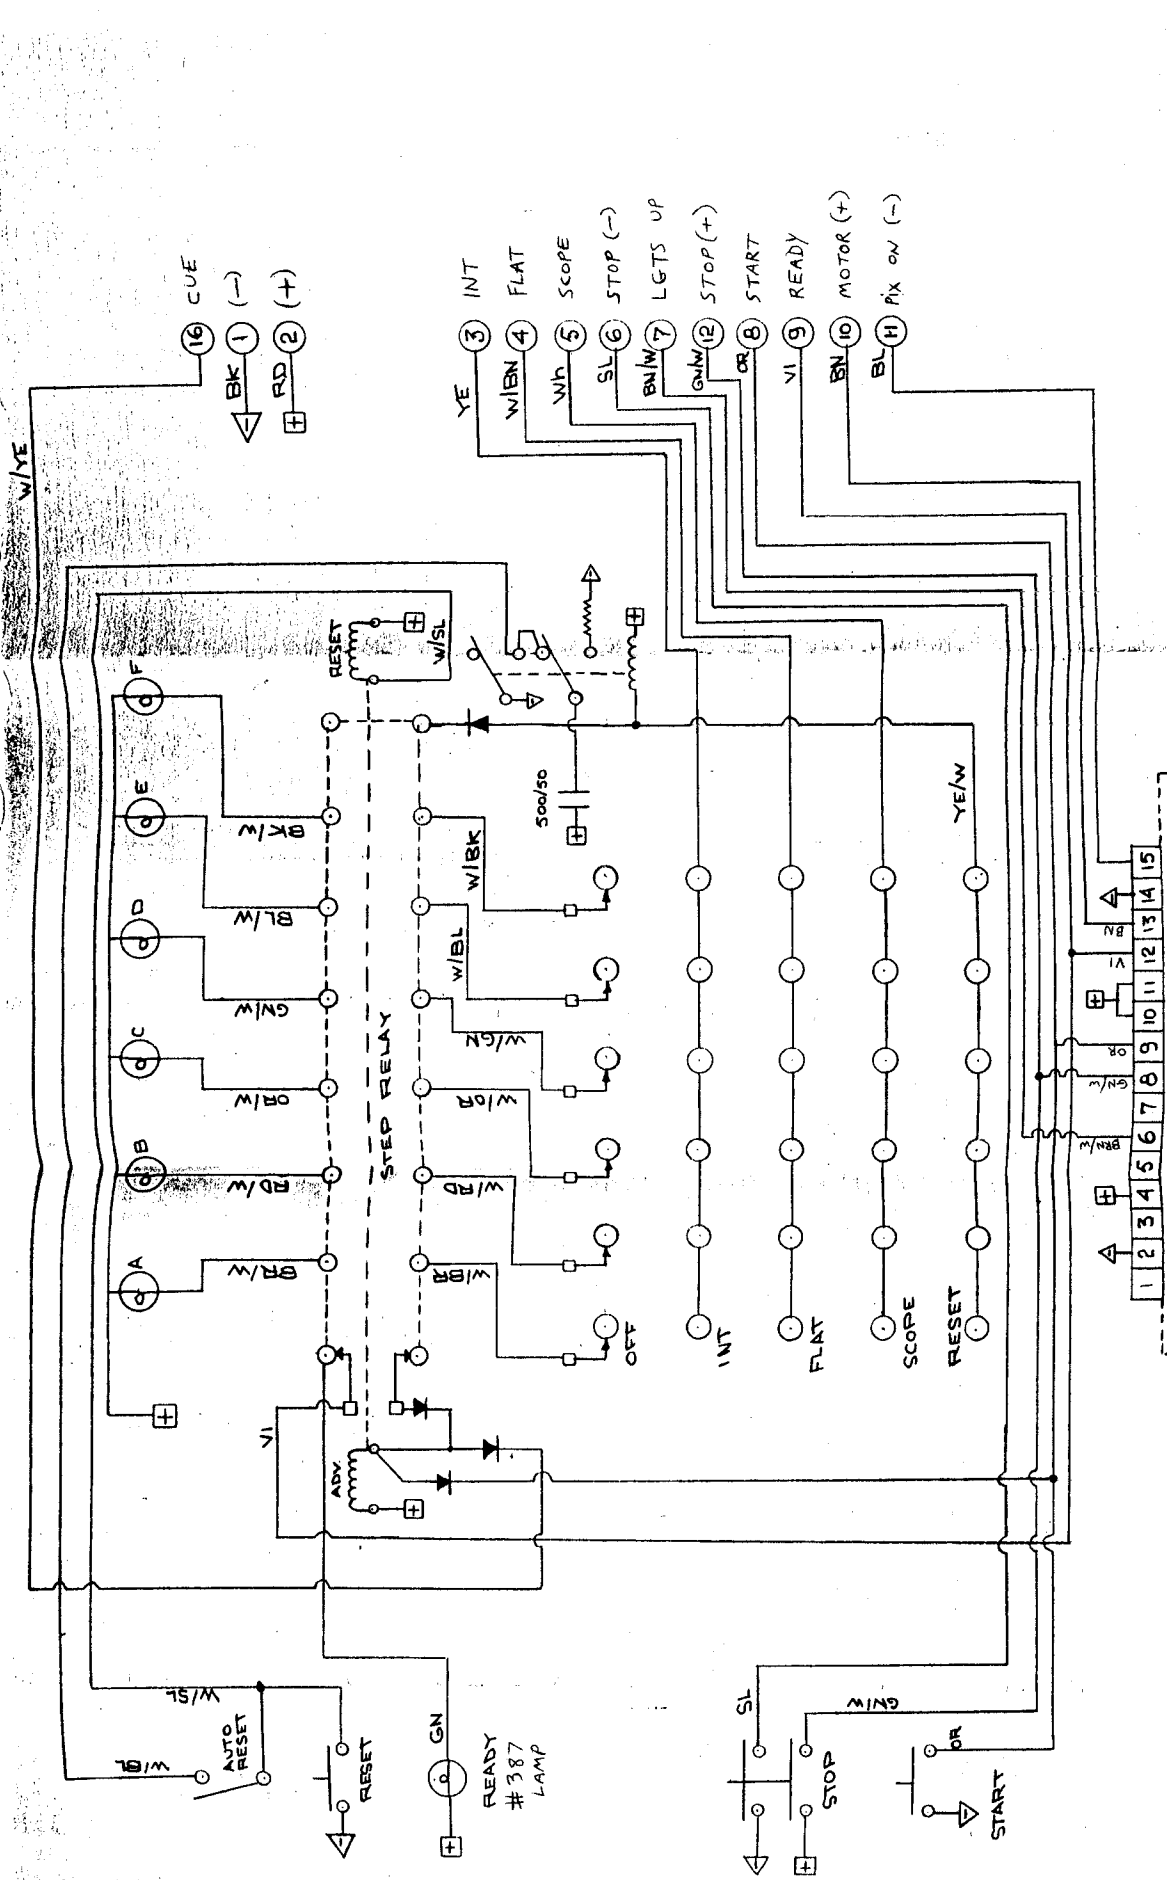 W/YE
16 CUE
BK 1 (-)
RD 2 (+)
YE 3 INT
W/BN 4 FLAT
Wh 5 SCOPE
SL 6 STOP (-)
BN/W 7 LGTS UP
GN/W 12 STOP (+)
OR 8 START
VI 9 READY
BN 10 MOTOR (+)
BL 11 Pix ON (-)
A
B
C
D
E
F
BR/W
RD/W
OR/W
GN/W
BL/W
BK/W
RESET
W/SL
STEP RELAY
ADV.
VI
W/BR
W/RD
W/OR
W/GN
W/BL
W/BK
500/50
YE/W
OFF
INT
FLAT
SCOPE
RESET
W/BL
AUTO
RESET
W/SL
RESET
GN
READY
#387
LAMP
SL
GN/W
STOP
OR
START
BRN/W
GN/W
OR
VI
BN
1 2 3 4 5 6 7 8 9 10 11 12 13 14 15